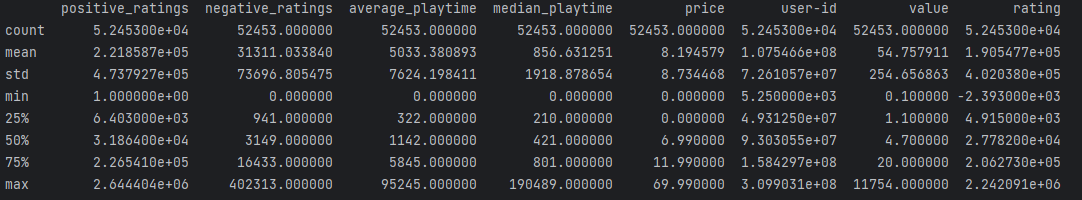 positive_ratings negative_ratings average_playtime median_playtime price user-id value rating
count 5.245300e+04 52453.000000 52453.000000 52453.000000 52453.000000 5.245300e+04 52453.000000 5.245300e+04
mean 2.218587e+05 31311.033840 5033.380893 856.631251 8.194579 1.075466e+08 54.757911 1.905477e+05
std 4.737927e+05 73696.805475 7624.198411 1918.878654 8.734468 7.261057e+07 254.656863 4.020380e+05
min 1.000000e+00 0.000000 0.000000 0.000000 0.000000 5.250000e+03 0.100000 -2.393000e+03
25% 6.403000e+03 941.000000 322.000000 210.000000 0.000000 4.931250e+07 1.100000 4.915000e+03
50% 3.186400e+04 3149.000000 1142.000000 421.000000 6.990000 9.303055e+07 4.700000 2.778200e+04
75% 2.265410e+05 16433.000000 5845.000000 801.000000 11.990000 1.584297e+08 20.000000 2.062730e+05
max 2.644404e+06 402313.000000 95245.000000 190489.000000 69.990000 3.099031e+08 11754.000000 2.242091e+06